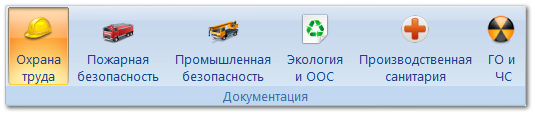 Охрана труда
Пожарная безопасность
Промышленная безопасность
Экология и ООС
Производственная санитария
ГО и ЧС
Документация